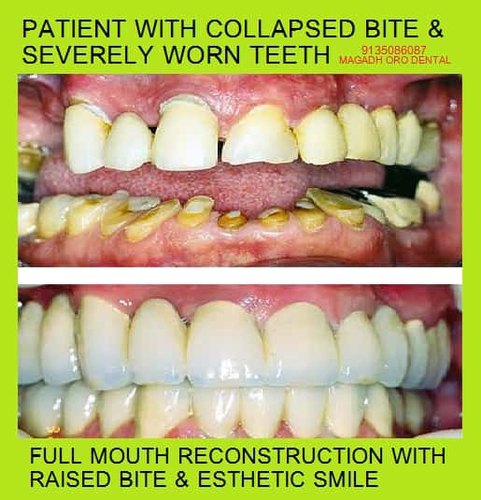 PATIENT WITH COLLAPSED BITE &
SEVERELY WORN TEETH
9135086087
MAGADH ORO DENTAL
FULL MOUTH RECONSTRUCTION WITH
RAISED BITE & ESTHETIC SMILE